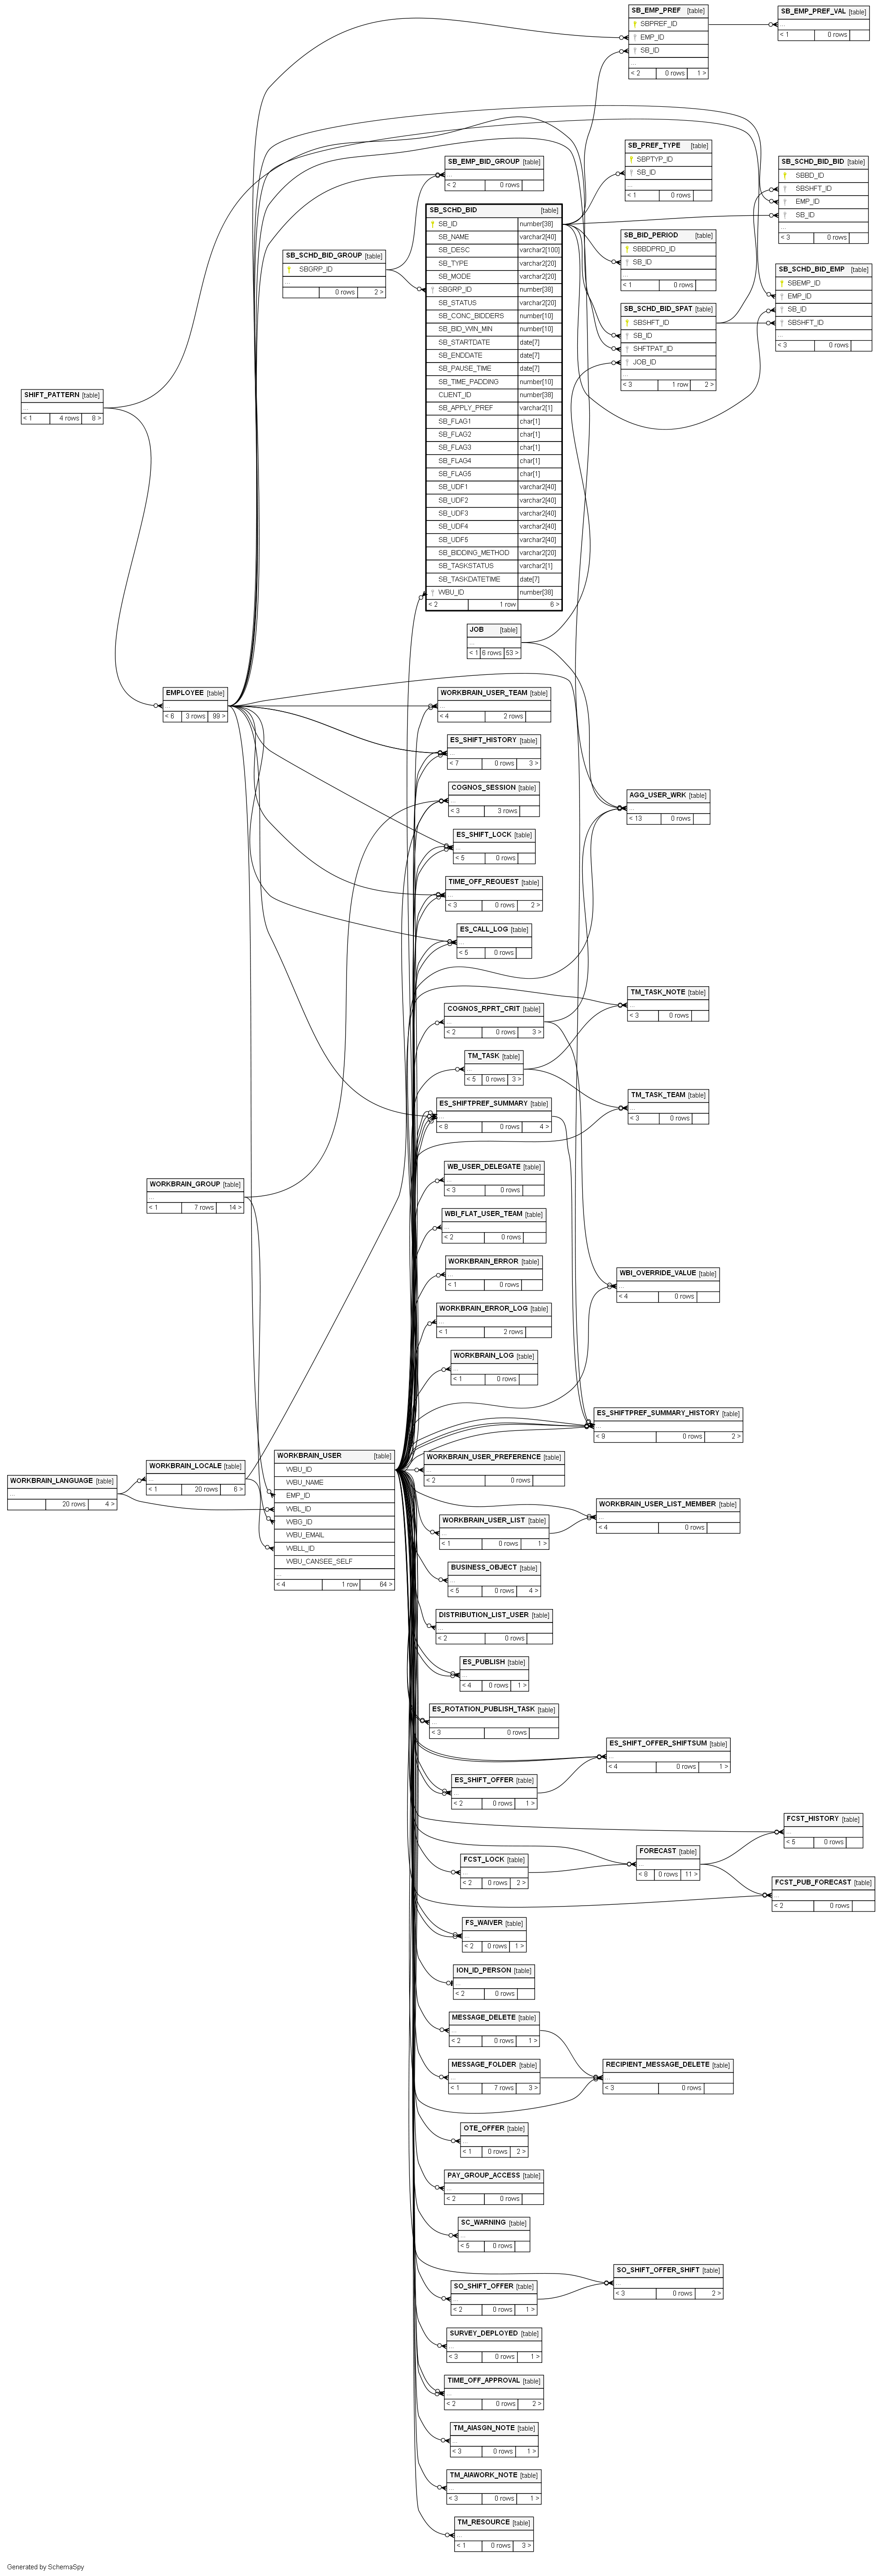 SB_EMP_PREF [table]
SBPREF_ID
EMP_ID
SB_ID
...
< 2 0 rows 1 >
SB_EMP_PREF_VAL [table]
...
< 1 0 rows
SB_PREF_TYPE [table]
SBPTYP_ID
SB_ID
...
< 1 0 rows
SB_EMP_BID_GROUP [table]
...
< 2 0 rows
SB_SCHD_BID_BID [table]
SBBD_ID
SBSHFT_ID
EMP_ID
SB_ID
...
< 3 0 rows
SB_SCHD_BID [table]
SB_ID number[38]
SB_NAME varchar2[40]
SB_DESC varchar2[100]
SB_TYPE varchar2[20]
SB_MODE varchar2[20]
SBGRP_ID number[38]
SB_STATUS varchar2[20]
SB_CONC_BIDDERS number[10]
SB_BID_WIN_MIN number[10]
SB_STARTDATE date[7]
SB_ENDDATE date[7]
SB_PAUSE_TIME date[7]
SB_TIME_PADDING number[10]
CLIENT_ID number[38]
SB_APPLY_PREF varchar2[1]
SB_FLAG1 char[1]
SB_FLAG2 char[1]
SB_FLAG3 char[1]
SB_FLAG4 char[1]
SB_FLAG5 char[1]
SB_UDF1 varchar2[40]
SB_UDF2 varchar2[40]
SB_UDF3 varchar2[40]
SB_UDF4 varchar2[40]
SB_UDF5 varchar2[40]
SB_BIDDING_METHOD varchar2[20]
SB_TASKSTATUS varchar2[1]
SB_TASKDATETIME date[7]
WBU_ID number[38]
< 2 1 row 6 >
SB_BID_PERIOD [table]
SBBDPRD_ID
SB_ID
...
< 1 0 rows
SB_SCHD_BID_GROUP [table]
SBGRP_ID
...
0 rows 2 >
SB_SCHD_BID_EMP [table]
SBEMP_ID
EMP_ID
SB_ID
SBSHFT_ID
...
< 3 0 rows
SB_SCHD_BID_SPAT [table]
SBSHFT_ID
SB_ID
SHFTPAT_ID
JOB_ID
...
< 3 1 row 2 >
SHIFT_PATTERN [table]
...
< 1 4 rows 8 >
JOB [table]
...
< 1 6 rows 53 >
EMPLOYEE [table]
...
< 6 3 rows 99 >
WORKBRAIN_USER_TEAM [table]
...
< 4 2 rows
ES_SHIFT_HISTORY [table]
...
< 7 0 rows 3 >
COGNOS_SESSION [table]
...
< 3 3 rows
AGG_USER_WRK [table]
...
< 13 0 rows
ES_SHIFT_LOCK [table]
...
< 5 0 rows
TIME_OFF_REQUEST [table]
...
< 3 0 rows 2 >
ES_CALL_LOG [table]
...
< 5 0 rows
TM_TASK_NOTE [table]
...
< 3 0 rows
COGNOS_RPRT_CRIT [table]
...
< 2 0 rows 3 >
TM_TASK [table]
...
< 5 0 rows 3 >
TM_TASK_TEAM [table]
...
< 3 0 rows
ES_SHIFTPREF_SUMMARY [table]
...
< 8 0 rows 4 >
WB_USER_DELEGATE [table]
...
< 3 0 rows
WORKBRAIN_GROUP [table]
...
< 1 7 rows 14 >
WBI_FLAT_USER_TEAM [table]
...
< 2 0 rows
WORKBRAIN_ERROR [table]
...
< 1 0 rows
WBI_OVERRIDE_VALUE [table]
...
< 4 0 rows
WORKBRAIN_ERROR_LOG [table]
...
< 1 2 rows
WORKBRAIN_LOG [table]
...
< 1 0 rows
ES_SHIFTPREF_SUMMARY_HISTORY [table]
...
< 9 0 rows 2 >
WORKBRAIN_USER [table]
WBU_ID
WBU_NAME
EMP_ID
WBL_ID
WBG_ID
WBU_EMAIL
WBLL_ID
WBU_CANSEE_SELF
...
< 4 1 row 64 >
WORKBRAIN_USER_PREFERENCE [table]
...
< 2 0 rows
WORKBRAIN_LOCALE [table]
...
< 1 20 rows 6 >
WORKBRAIN_LANGUAGE [table]
...
20 rows 4 >
WORKBRAIN_USER_LIST_MEMBER [table]
...
< 4 0 rows
WORKBRAIN_USER_LIST [table]
...
< 1 0 rows 1 >
BUSINESS_OBJECT [table]
...
< 5 0 rows 4 >
DISTRIBUTION_LIST_USER [table]
...
< 2 0 rows
ES_PUBLISH [table]
...
< 4 0 rows 1 >
ES_ROTATION_PUBLISH_TASK [table]
...
< 3 0 rows
ES_SHIFT_OFFER_SHIFTSUM [table]
...
< 4 0 rows 1 >
ES_SHIFT_OFFER [table]
...
< 2 0 rows 1 >
FCST_HISTORY [table]
...
< 5 0 rows
FORECAST [table]
...
< 8 0 rows 11 >
FCST_LOCK [table]
...
< 2 0 rows 2 >
FCST_PUB_FORECAST [table]
...
< 2 0 rows
FS_WAIVER [table]
...
< 2 0 rows 1 >
ION_ID_PERSON [table]
...
< 2 0 rows
MESSAGE_DELETE [table]
...
< 2 0 rows 1 >
MESSAGE_FOLDER [table]
...
< 1 7 rows 3 >
RECIPIENT_MESSAGE_DELETE [table]
...
< 3 0 rows
OTE_OFFER [table]
...
< 1 0 rows 2 >
PAY_GROUP_ACCESS [table]
...
< 2 0 rows
SC_WARNING [table]
...
< 5 0 rows
SO_SHIFT_OFFER_SHIFT [table]
...
< 3 0 rows 2 >
SO_SHIFT_OFFER [table]
...
< 2 0 rows 1 >
SURVEY_DEPLOYED [table]
...
< 3 0 rows 1 >
TIME_OFF_APPROVAL [table]
...
< 2 0 rows 2 >
TM_AIASGN_NOTE [table]
...
< 3 0 rows 1 >
TM_AIAWORK_NOTE [table]
...
< 3 0 rows 1 >
TM_RESOURCE [table]
...
< 1 0 rows 3 >
Generated by SchemaSpy